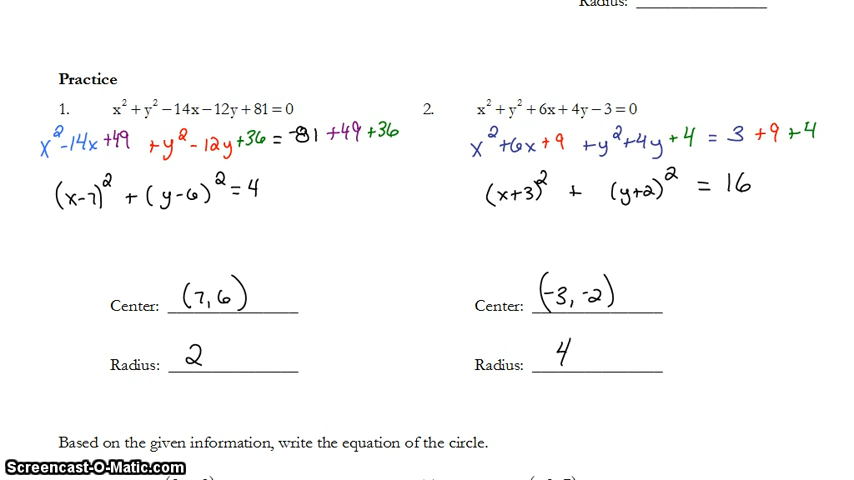 Radius: ____________
Practice
1. x² + y² − 14x − 12y + 81 = 0
x² - 14x + 49 + y² - 12y + 36 = -81 + 49 + 36
(x-7)² + (y-6)² = 4
Center: (7, 6)
Radius: 2
2. x² + y² + 6x + 4y − 3 = 0
x² + 6x + 9 + y² + 4y + 4 = 3 + 9 + 4
(x+3)² + (y+2)² = 16
Center: (-3, -2)
Radius: 4
Based on the given information, write the equation of the circle.
Screencast-O-Matic.com